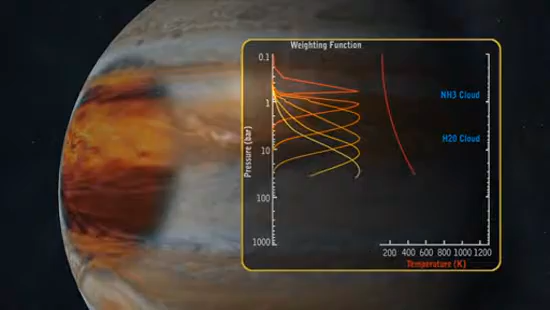 Weighting Function
0.1
NH3 Cloud
1
H20 Cloud
10
Pressure (bar)
100
1000
200 400 600 800 1000 1200
Temperature (K)